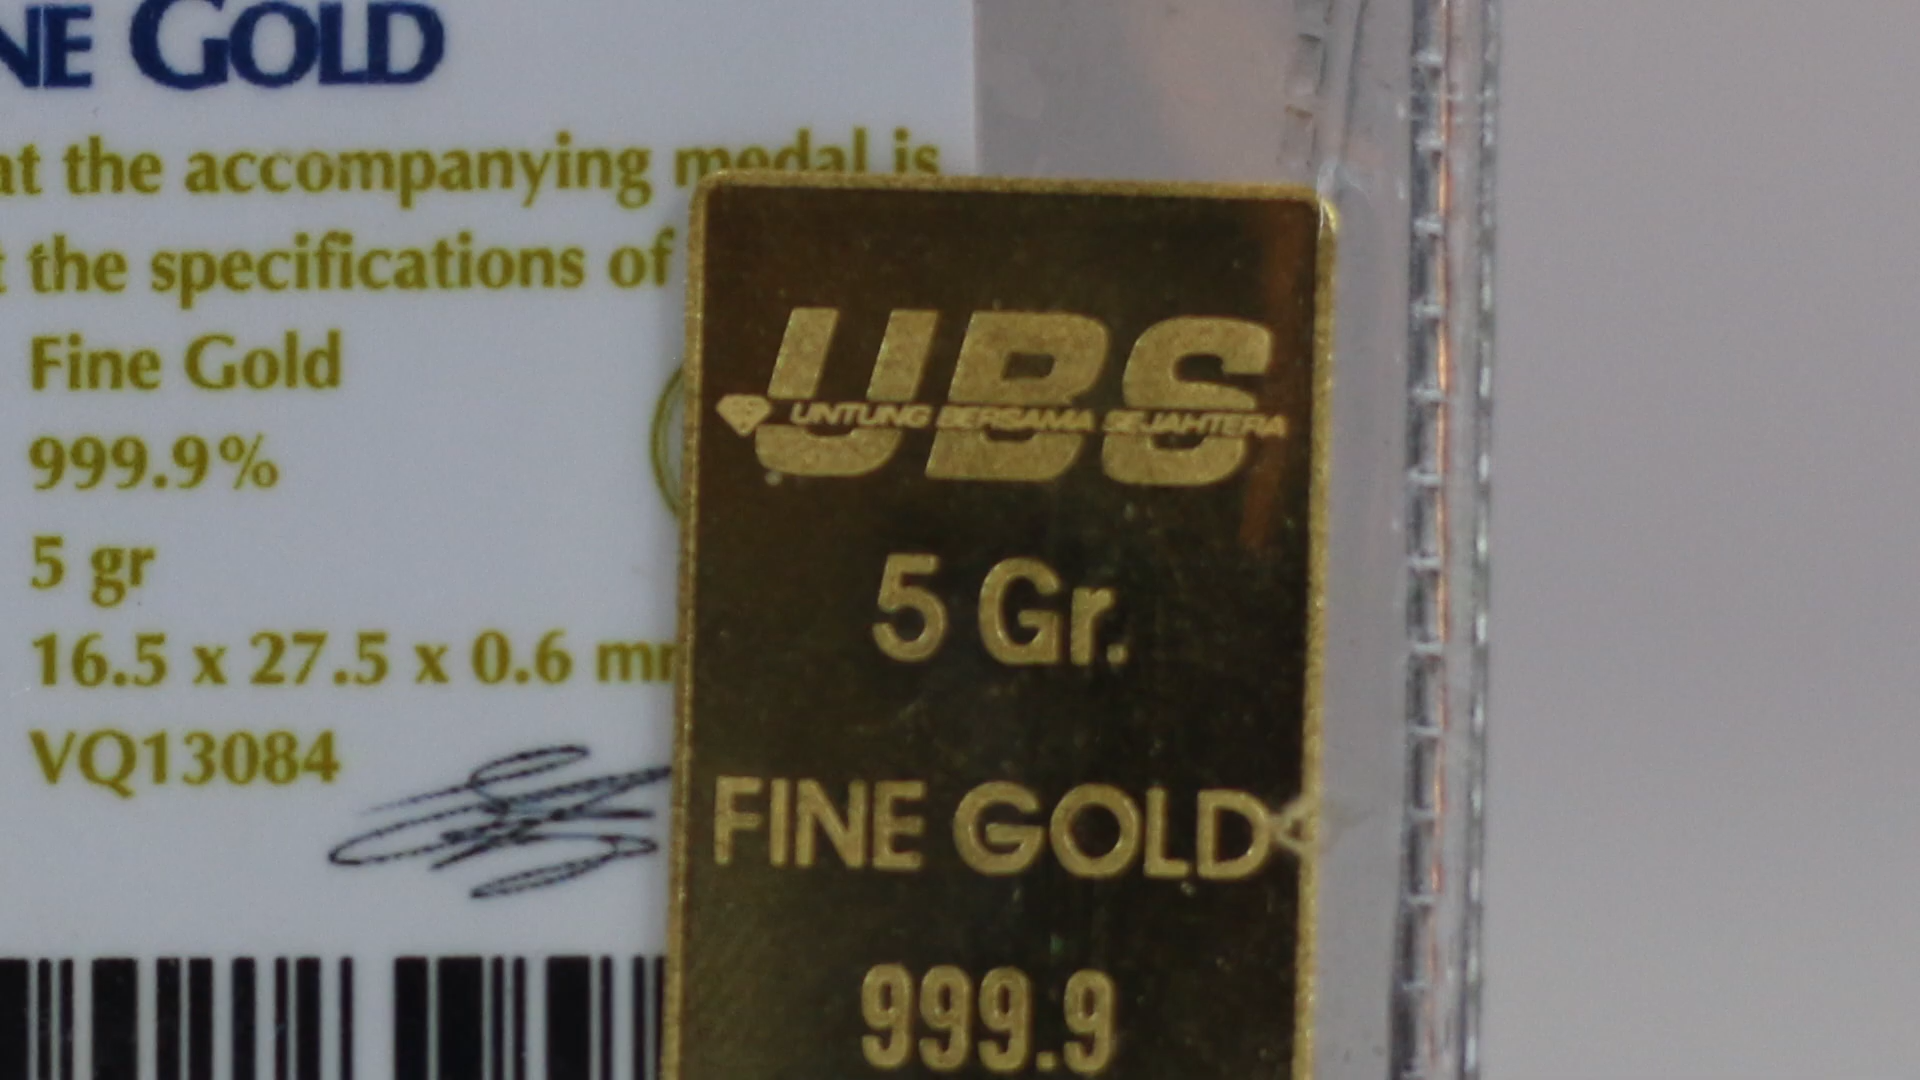 NE GOLD
at the accompanying medal is
the specifications of
Fine Gold
999.9%
5 gr
16.5 x 27.5 x 0.6
VQ13084
UBS
UNTUNG BERSAMA SEJAHTERA
5 Gr.
FINE GOLD
999.9